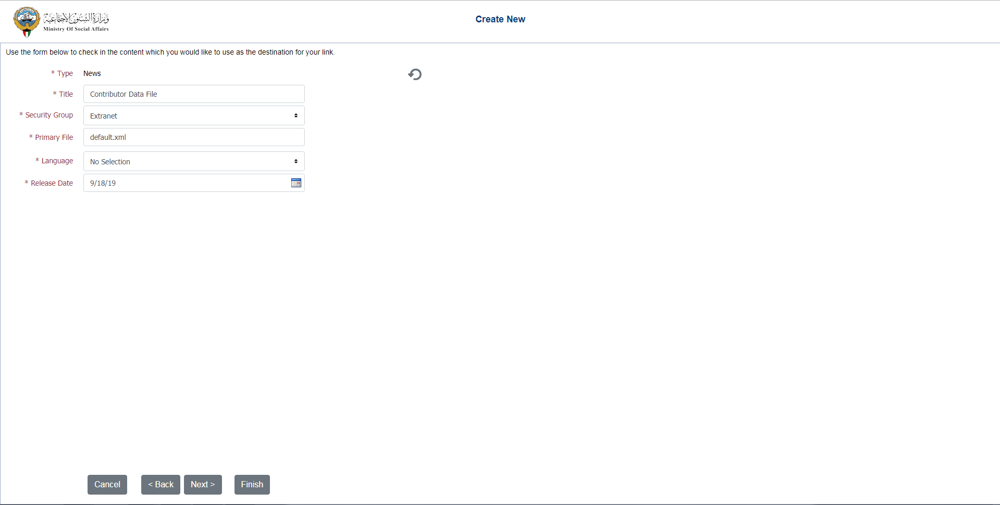 وزارة الشئون الاجتماعية
Ministry Of Social Affairs
Create New
Use the form below to check in the content which you would like to use as the destination for your link.
* Type News
* Title Contributor Data File
* Security Group Extranet
* Primary File default.xml
* Language No Selection
* Release Date 9/18/19
Cancel < Back Next > Finish